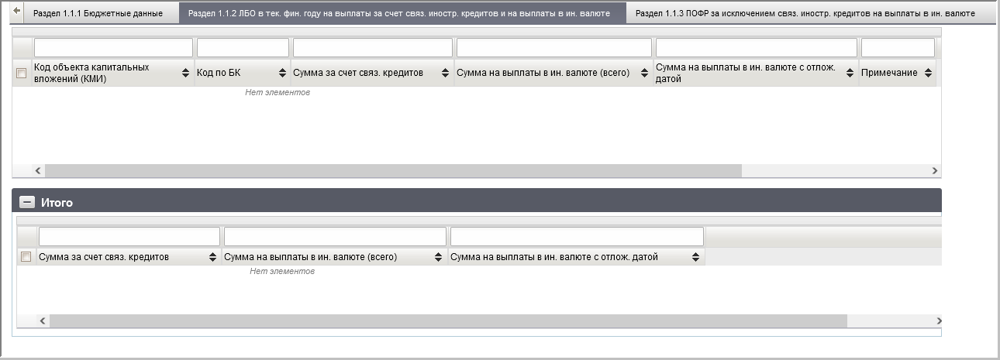 Раздел 1.1.1 Бюджетные данные Раздел 1.1.2 ЛБО в тек. фин. году на выплаты за счет связ. иностр. кредитов и на выплаты в ин. валюте Раздел 1.1.3 ПОФР за исключением связ. иностр. кредитов на выплаты в ин. валюте
Код объекта капитальных вложений (КМИ) Код по БК Сумма за счет связ. кредитов Сумма на выплаты в ин. валюте (всего) Сумма на выплаты в ин. валюте с отлож. датой Примечание
Нет элементов
Итого
Сумма за счет связ. кредитов Сумма на выплаты в ин. валюте (всего) Сумма на выплаты в ин. валюте с отлож. датой
Нет элементов